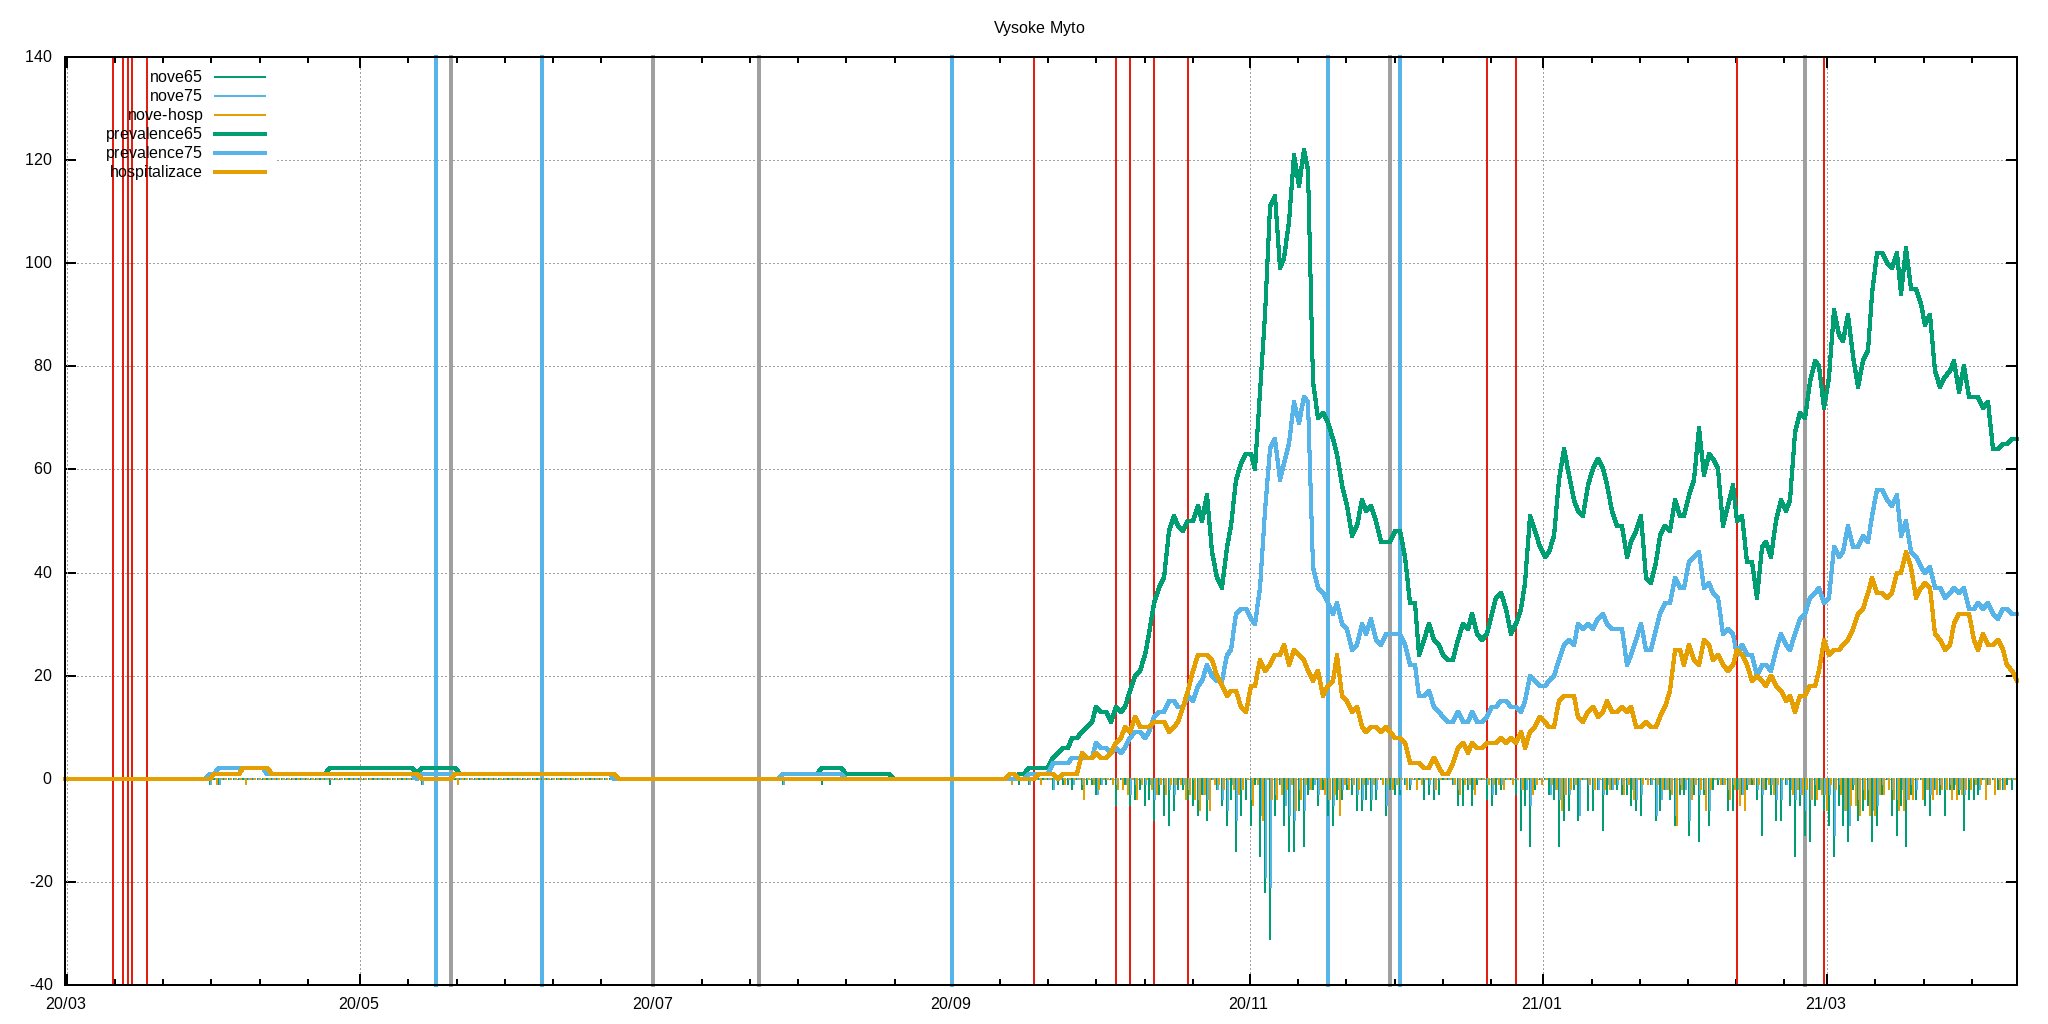 Vysoke Myto
140
120
100
80
60
40
20
0
-20
-40
nove65
nove75
nove-hosp
prevalence65
prevalence75
hospitalizace
20/03 20/05 20/07 20/09 20/11 21/01 21/03